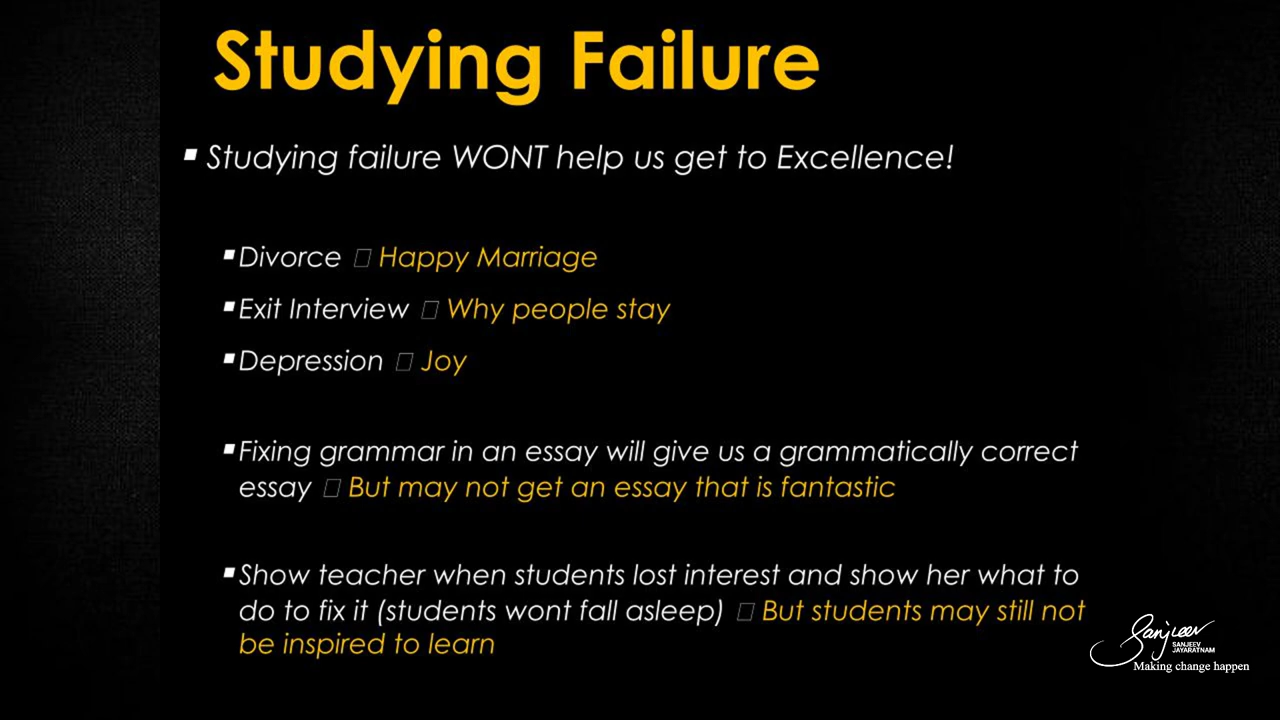 Studying Failure
▪ Studying failure WONT help us get to Excellence!
▪ Divorce □ Happy Marriage
▪ Exit Interview □ Why people stay
▪ Depression □ Joy
▪ Fixing grammar in an essay will give us a grammatically correct
essay □ But may not get an essay that is fantastic
▪ Show teacher when students lost interest and show her what to
do to fix it (students wont fall asleep) □ But students may still not
be inspired to learn
Sanjeev
SANJEEV
JAYARATNAM
Making change happen